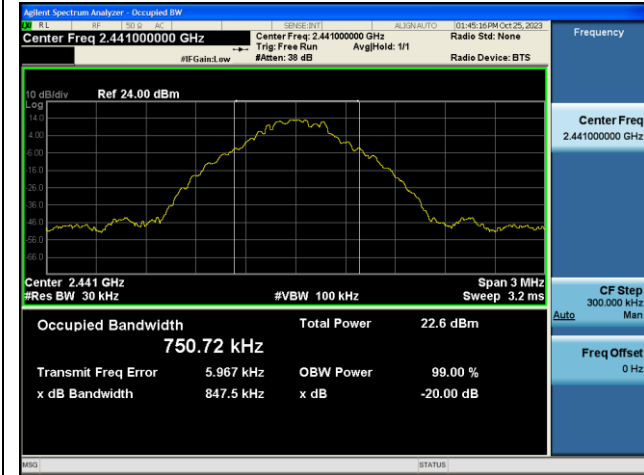 Agilent Spectrum Analyzer - Occupied BW
RL RF 50 Ω AC SENSE:INT ALIGN AUTO 01:45:16 PM Oct 25, 2023
Center Freq 2.441000000 GHz
Center Freq: 2.441000000 GHz
Radio Std: None
Trig: Free Run Avg|Hold: 1/1
#IFGain:Low #Atten: 38 dB Radio Device: BTS
Frequency
10 dB/div Ref 24.00 dBm
Log
14.0
4.00
-6.00
-16.0
-26.0
-36.0
-46.0
-56.0
-66.0
Center 2.441 GHz Span 3 MHz
#Res BW 30 kHz #VBW 100 kHz Sweep 3.2 ms
Occupied Bandwidth Total Power 22.6 dBm
750.72 kHz
Transmit Freq Error 5.967 kHz OBW Power 99.00 %
x dB Bandwidth 847.5 kHz x dB -20.00 dB
Center Freq
2.441000000 GHz
CF Step
300.000 kHz
Auto Man
Freq Offset
0 Hz
MSG STATUS